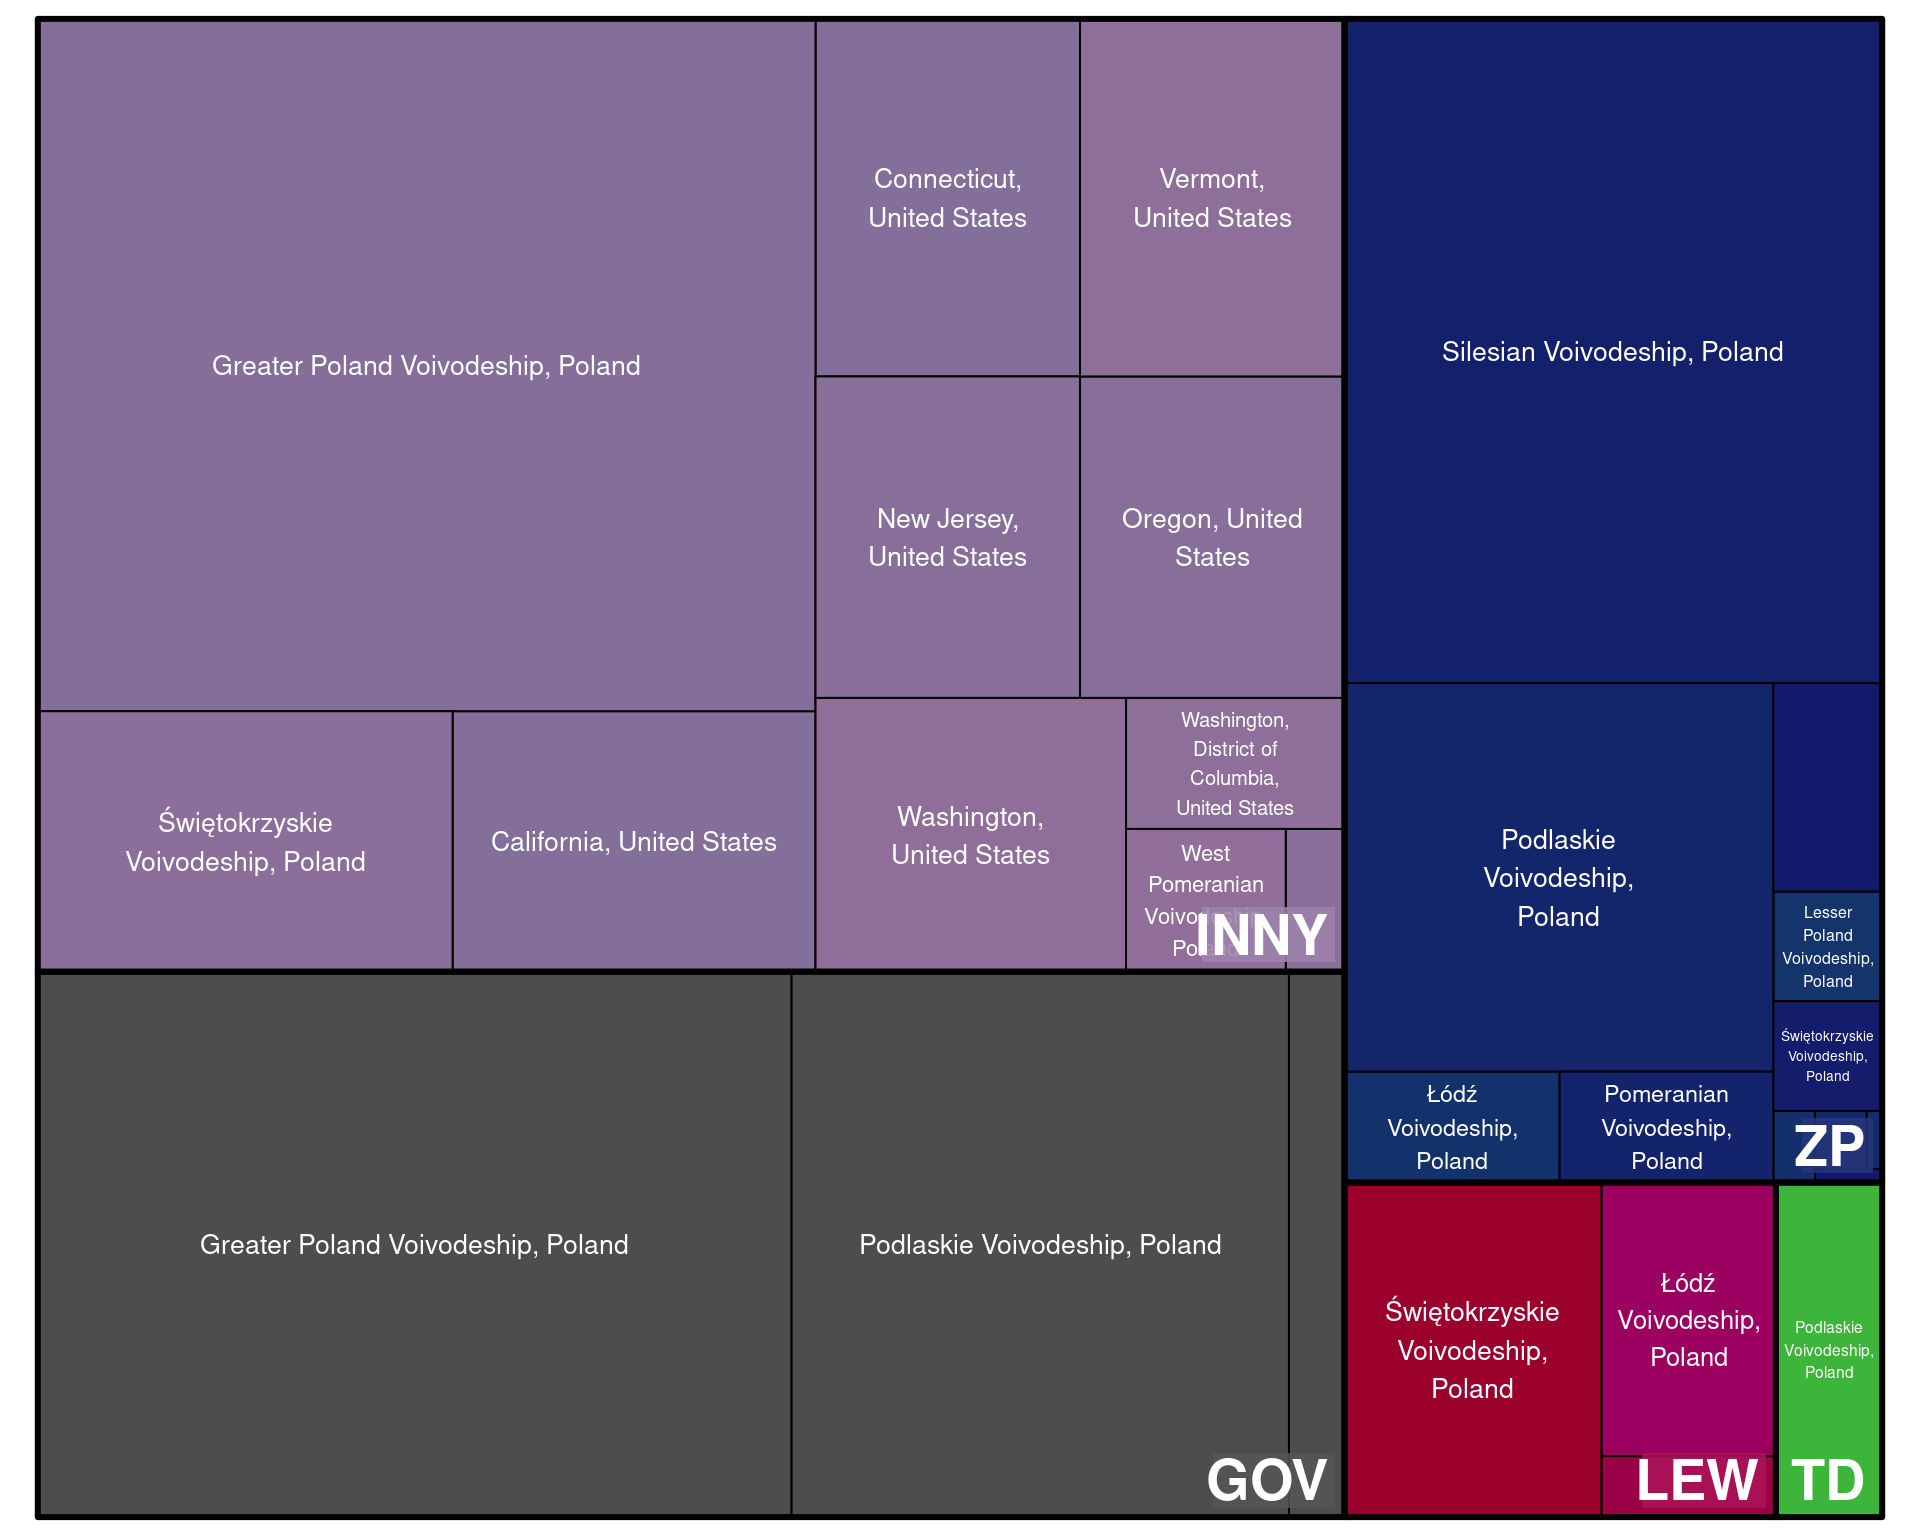 Greater Poland Voivodeship, Poland
Connecticut,
United States
Vermont,
United States
New Jersey,
United States
Oregon, United
States
Świętokrzyskie
Voivodeship, Poland
California, United States
Washington,
United States
Washington,
District of
Columbia,
United States
West
Pomeranian
INNY
Greater Poland Voivodeship, Poland
Podlaskie Voivodeship, Poland
GOV
Silesian Voivodeship, Poland
Podlaskie
Voivodeship,
Poland
Lesser
Poland
Voivodeship,
Poland
Świętokrzyskie
Voivodeship,
Poland
Łódź
Voivodeship,
Poland
Pomeranian
Voivodeship,
Poland
ZP
Świętokrzyskie
Voivodeship,
Poland
Łódź
Voivodeship,
Poland
LEW
Podlaskie
Voivodeship,
Poland
TD